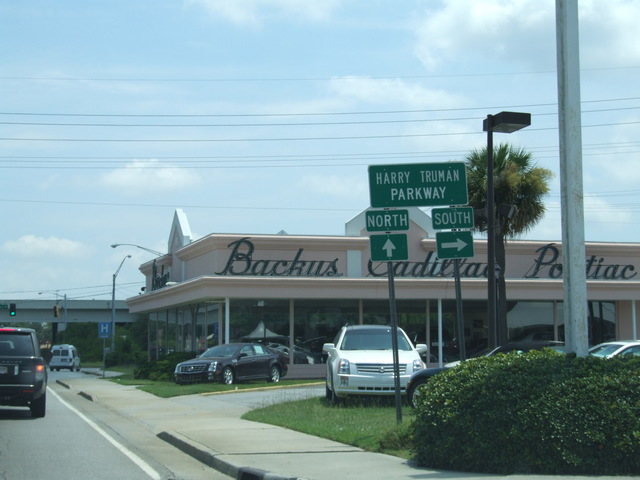 HARRY TRUMAN
PARKWAY
NORTH
SOUTH
Backus Cadillac Pontiac
H